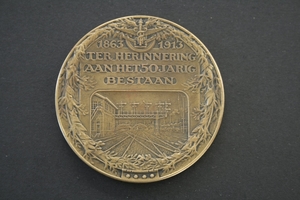 1863 1913
TER HERINNERING
AAN HET 50 JARIG
BESTAAN